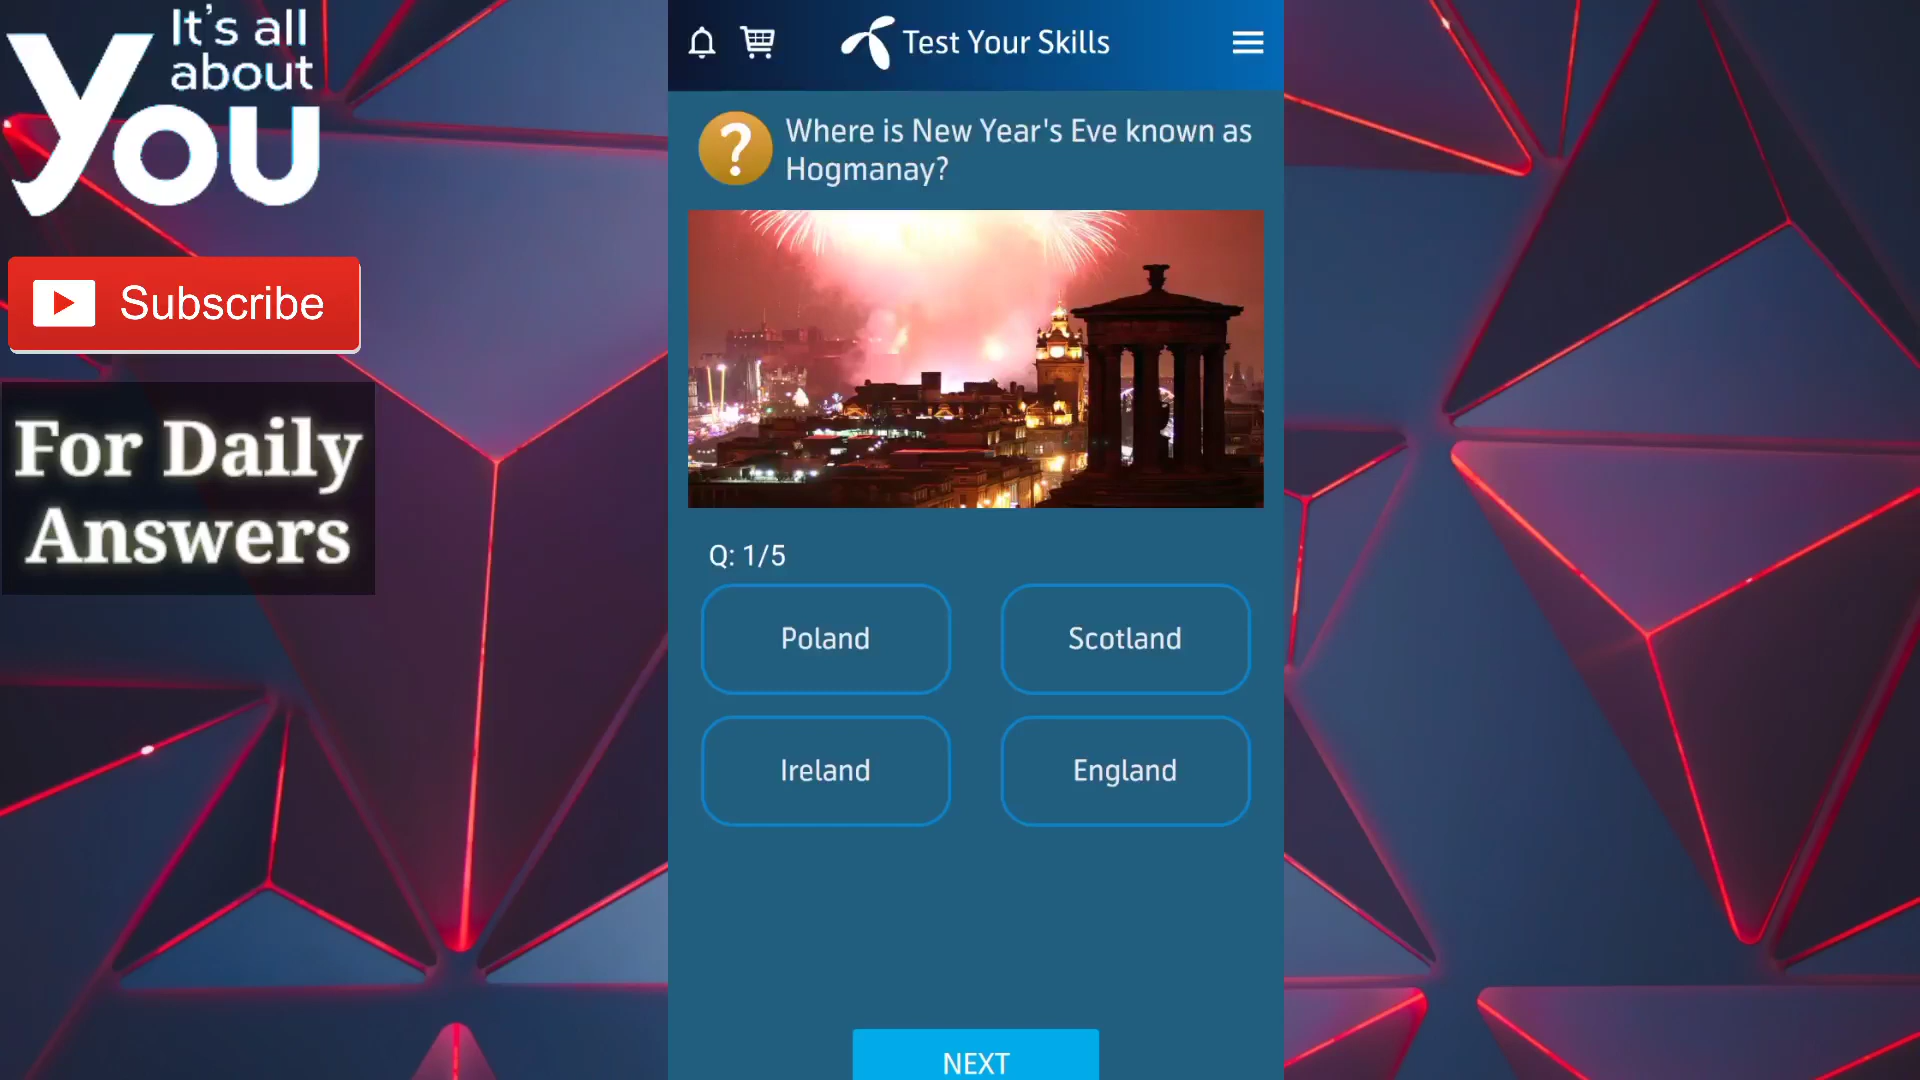 It's all
about
YOU
Subscribe
For Daily
Answers
Test Your Skills
Where is New Year's Eve known as
Hogmanay?
Q: 1/5
Poland
Scotland
Ireland
England
NEXT